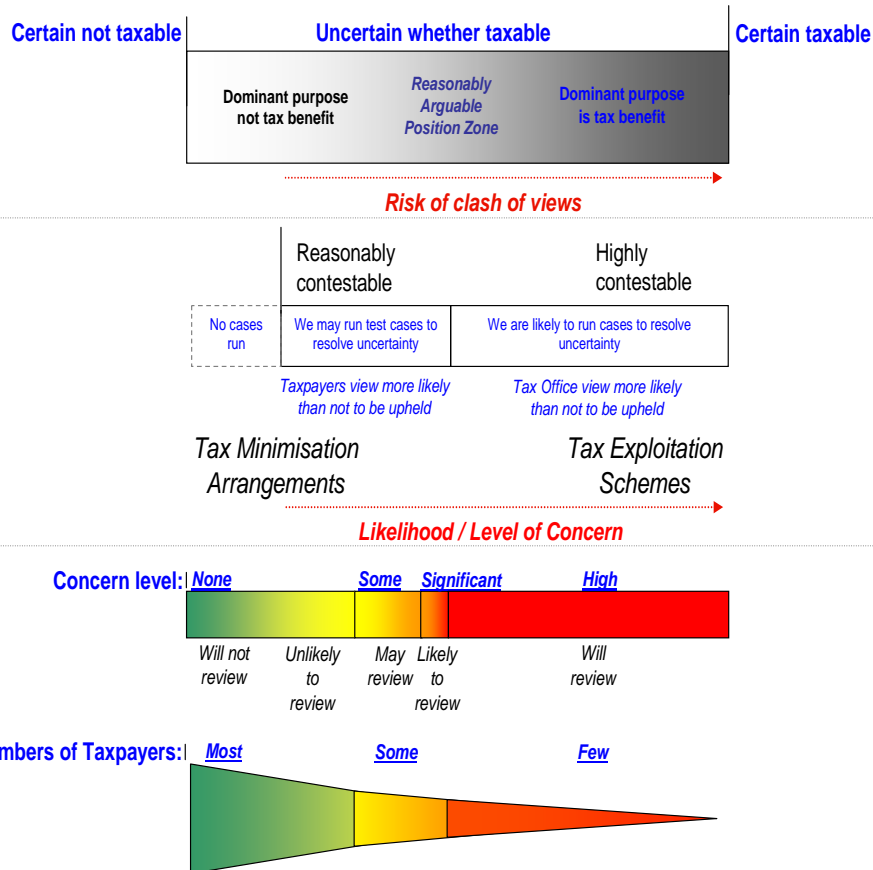 Certain not taxable
Uncertain whether taxable
Certain taxable
Dominant purpose
not tax benefit
Reasonably
Arguable
Position Zone
Dominant purpose
is tax benefit
Risk of clash of views
Reasonably
contestable
Highly
contestable
No cases
run
We may run test cases to
resolve uncertainty
We are likely to run cases to resolve
uncertainty
Taxpayers view more likely
than not to be upheld
Tax Office view more likely
than not to be upheld
Tax Minimisation
Arrangements
Tax Exploitation
Schemes
Likelihood / Level of Concern
Concern level:
None
Some
Significant
High
Will not
review
Unlikely
to
review
May
review
Likely
to
review
Will
review
mbers of Taxpayers:
Most
Some
Few